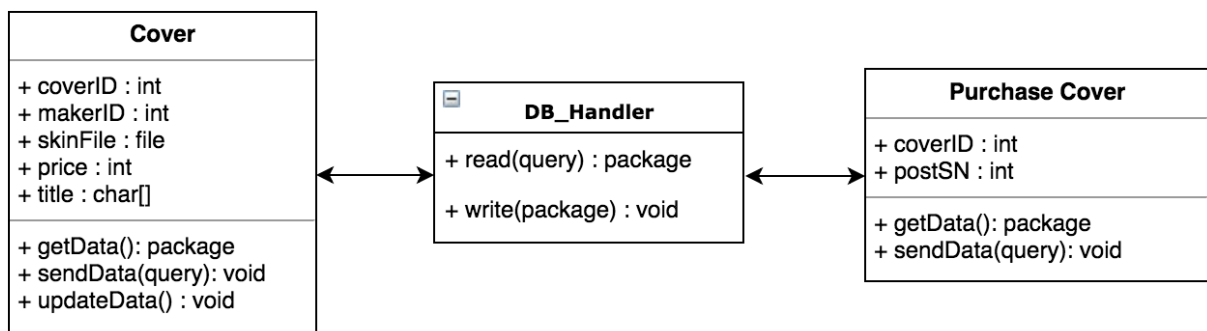 Cover
+ coverID : int
+ makerID : int
+ skinFile : file
+ price : int
+ title : char[]
+ getData(): package
+ sendData(query): void
+ updateData() : void
DB_Handler
+ read(query) : package
+ write(package) : void
Purchase Cover
+ coverID : int
+ postSN : int
+ getData(): package
+ sendData(query): void